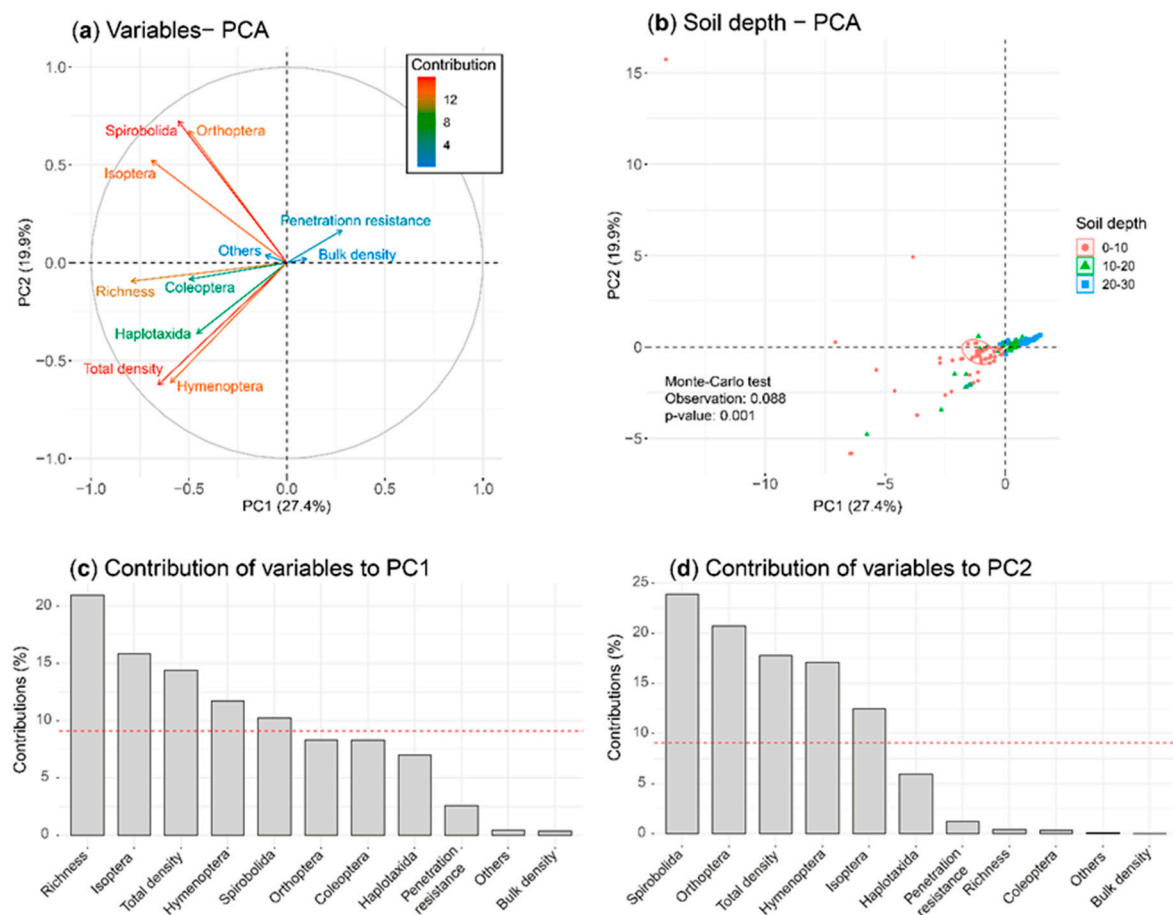 (a) Variables− PCA
1.0
0.5
0.0
−0.5
−1.0
PC2 (19.9%)
Contribution
12
8
4
Spirobolida
Orthoptera
Isoptera
Penetrationn resistance
Others
Bulk density
Richness
Coleoptera
Haplotaxida
Total density
Hymenoptera
−1.0 −0.5 0.0 0.5 1.0
PC1 (27.4%)
(b) Soil depth − PCA
15
10
5
0
−5
PC2 (19.9%)
Monte-Carlo test
Observation: 0.088
p-value: 0.001
−10 −5 0
PC1 (27.4%)
Soil depth
0-10
10-20
20-30
(c) Contribution of variables to PC1
20
15
10
5
0
Contributions (%)
Richness
Isoptera
Total density
Hymenoptera
Spirobolida
Orthoptera
Coleoptera
Haplotaxida
Penetration
resistance
Others
Bulk density
(d) Contribution of variables to PC2
25
20
15
10
5
0
Contributions (%)
Spirobolida
Orthoptera
Total density
Hymenoptera
Isoptera
Haplotaxida
Penetration
resistance
Richness
Coleoptera
Others
Bulk density